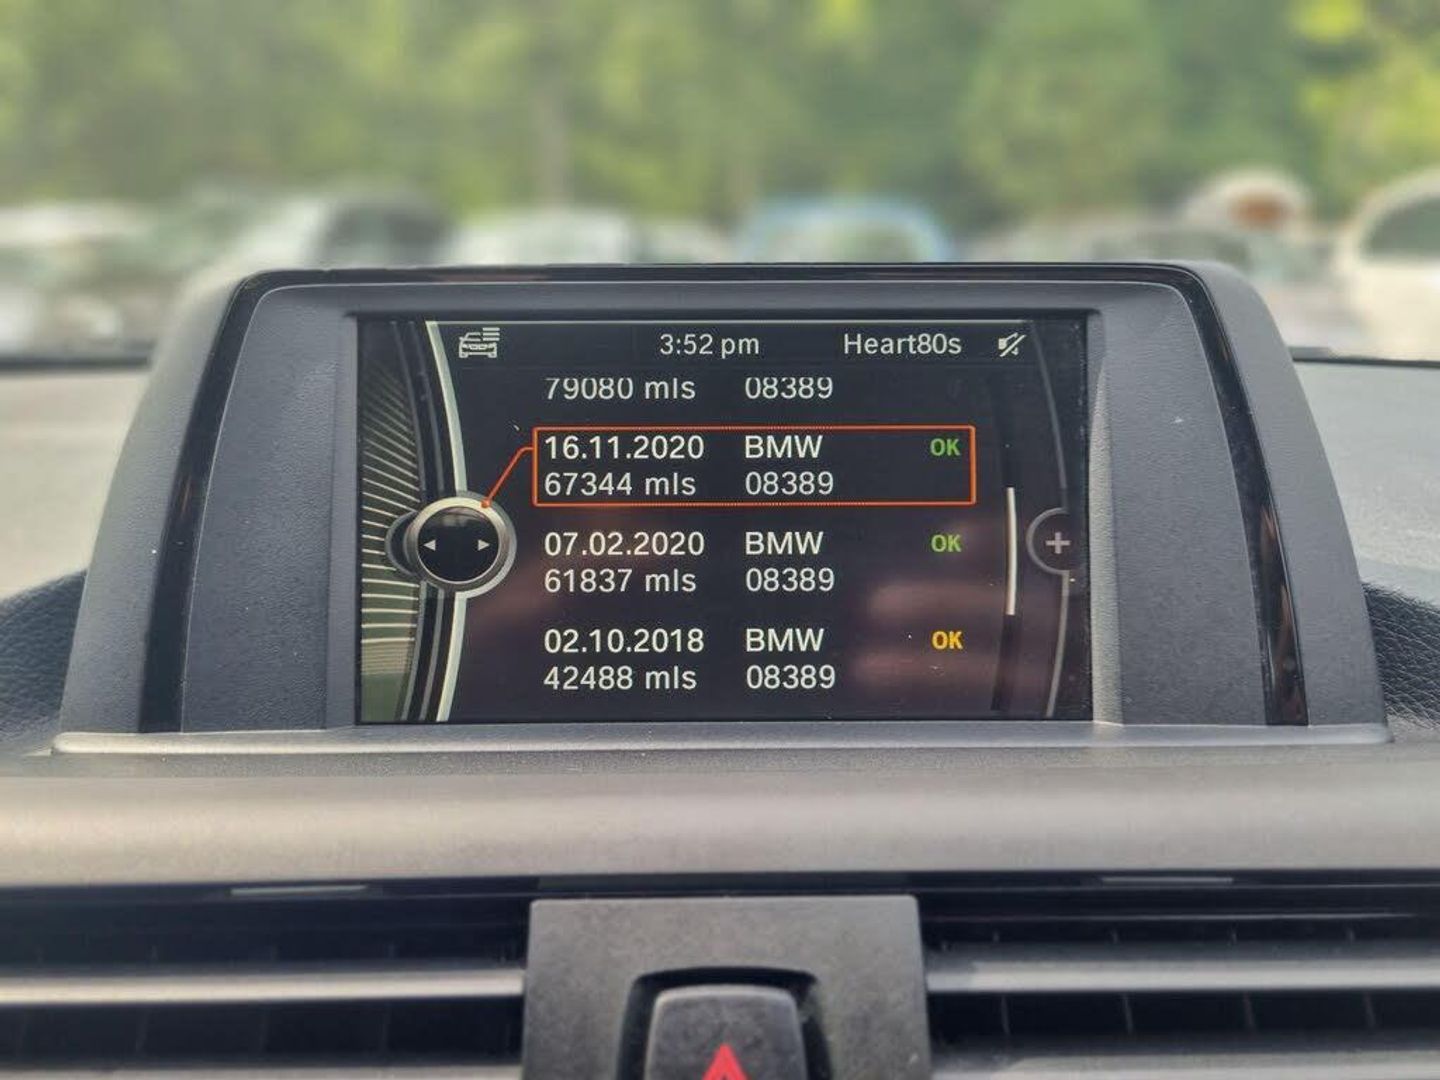 3:52 pm Heart80s
79080 mls 08389
16.11.2020 BMW OK
67344 mls 08389
07.02.2020 BMW OK
61837 mls 08389
02.10.2018 BMW OK
42488 mls 08389